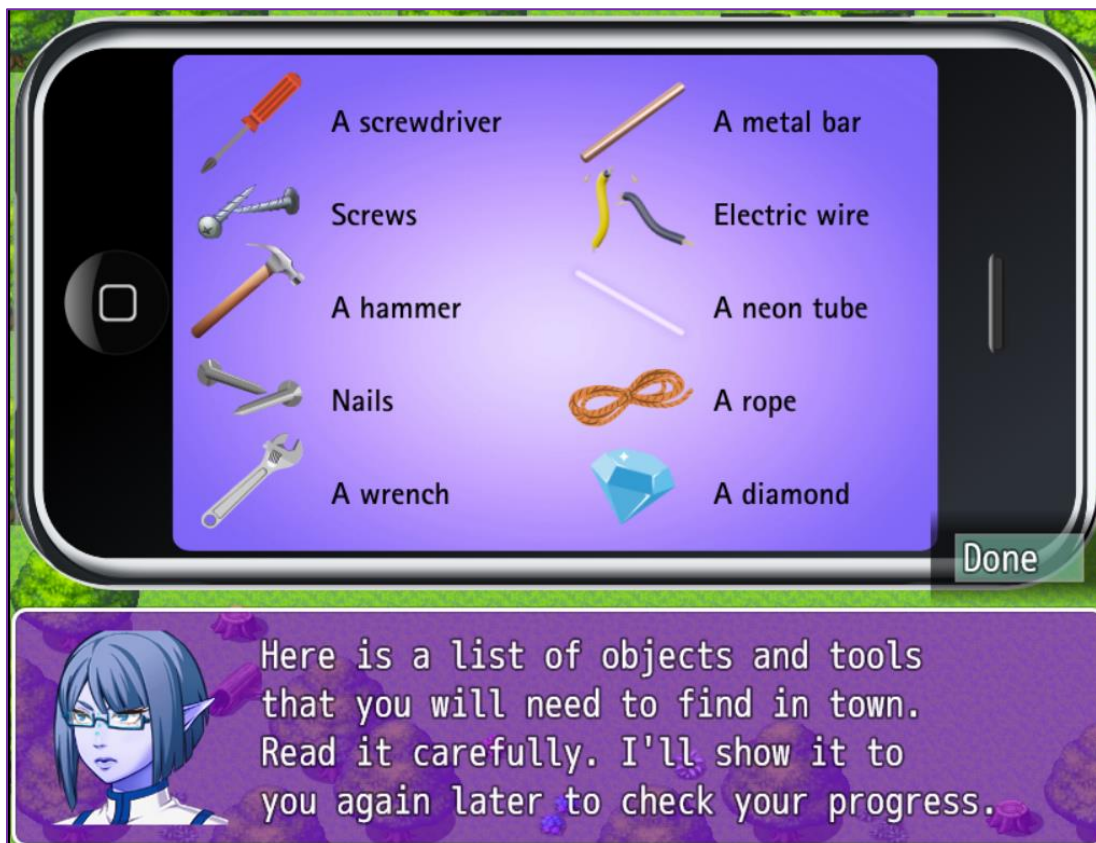 A screwdriver
Screws
A hammer
Nails
A wrench
A metal bar
Electric wire
A neon tube
A rope
A diamond
Done
Here is a list of objects and tools
that you will need to find in town.
Read it carefully. I'll show it to
you again later to check your progress.